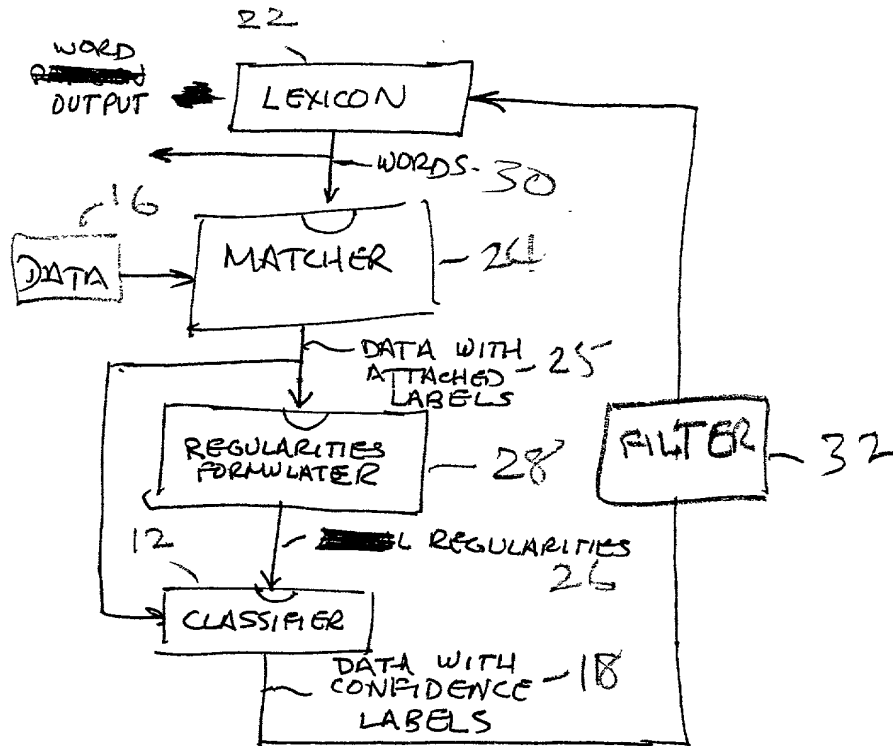 22
WORD
OUTPUT
LEXICON
WORDS- 30
16
DATA
MATCHER
- 24
DATA WITH
ATTACHED - 25
LABELS
REGULARITIES
FORMULATER
- 28
FILTER
- 32
12
L REGULARITIES
26
CLASSIFIER
DATA WITH
CONFIDENCE - 18
LABELS